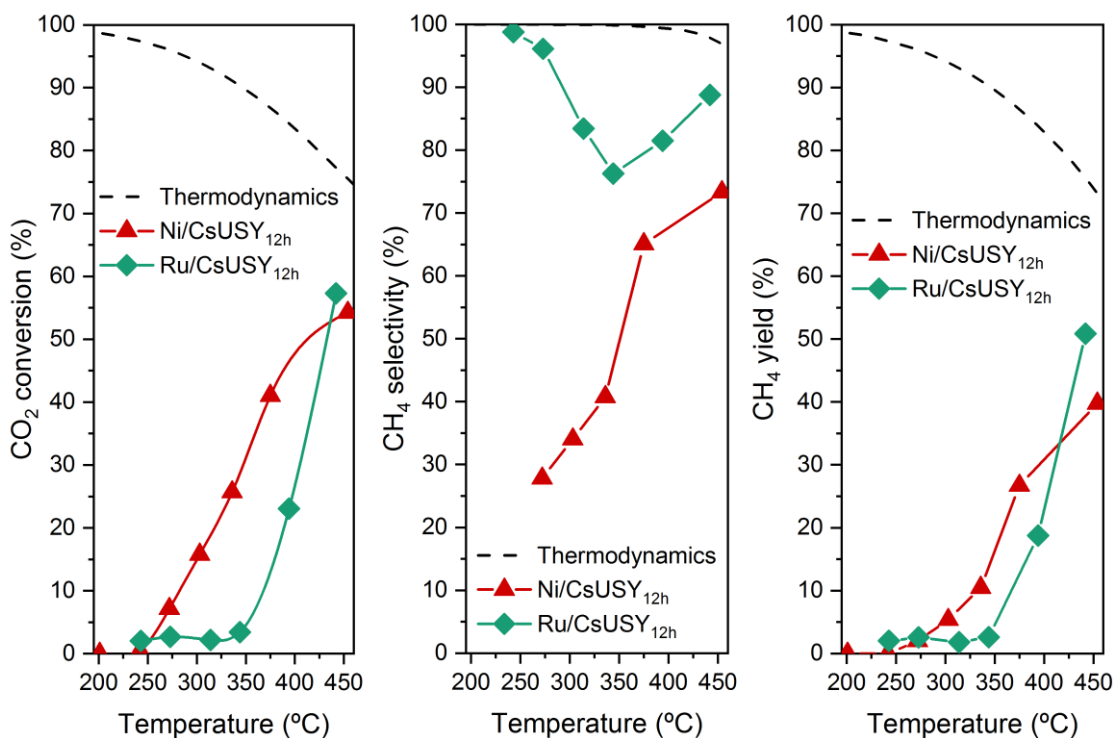 CO2 conversion (%)
100
90
80
70
60
50
40
30
20
10
0
Thermodynamics
Ni/CsUSY12h
Ru/CsUSY12h
200 250 300 350 400 450
Temperature (ºC)
CH4 selectivity (%)
100
90
80
70
60
50
40
30
20
10
0
Thermodynamics
Ni/CsUSY12h
Ru/CsUSY12h
200 250 300 350 400 450
Temperature (ºC)
CH4 yield (%)
100
90
80
70
60
50
40
30
20
10
0
Thermodynamics
Ni/CsUSY12h
Ru/CsUSY12h
200 250 300 350 400 450
Temperature (ºC)